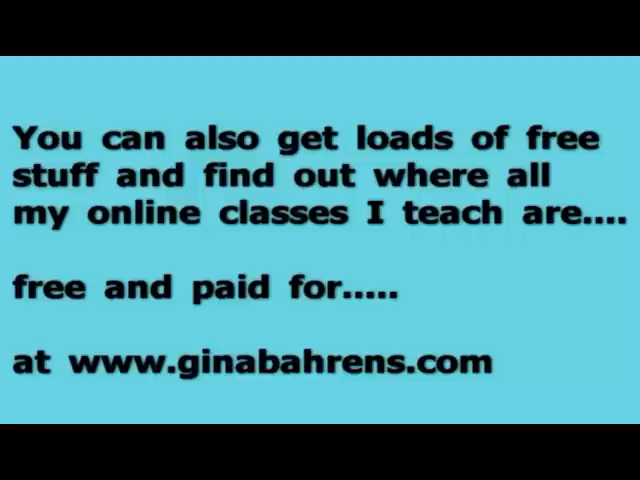 You can also get loads of free
stuff and find out where all
my online classes I teach are....
free and paid for.....
at www.ginabahrens.com